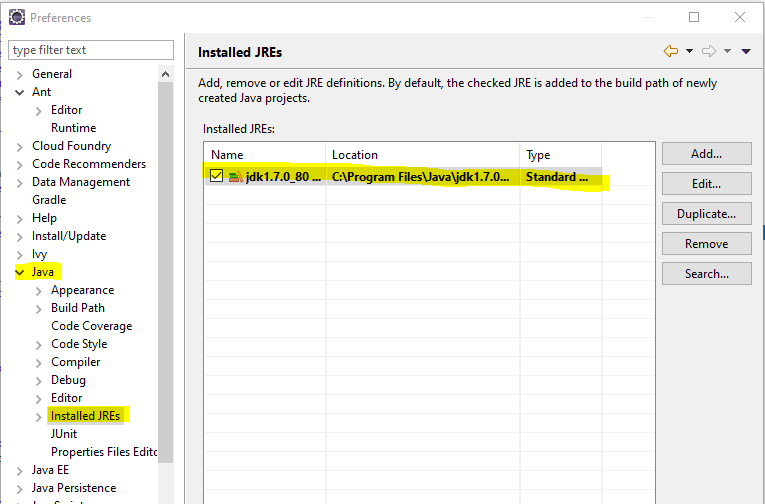 Preferences
type filter text
General
Ant
Editor
Runtime
Cloud Foundry
Code Recommenders
Data Management
Gradle
Help
Install/Update
Ivy
Java
Appearance
Build Path
Code Coverage
Code Style
Compiler
Debug
Editor
Installed JREs
JUnit
Properties Files Edito
Java EE
Java Persistence
Installed JREs
Add, remove or edit JRE definitions. By default, the checked JRE is added to the build path of newly
created Java projects.
Installed JREs:
Name Location Type
jdk1.7.0_80 ... C:\Program Files\Java\jdk1.7.0... Standard ...
Add...
Edit...
Duplicate...
Remove
Search...